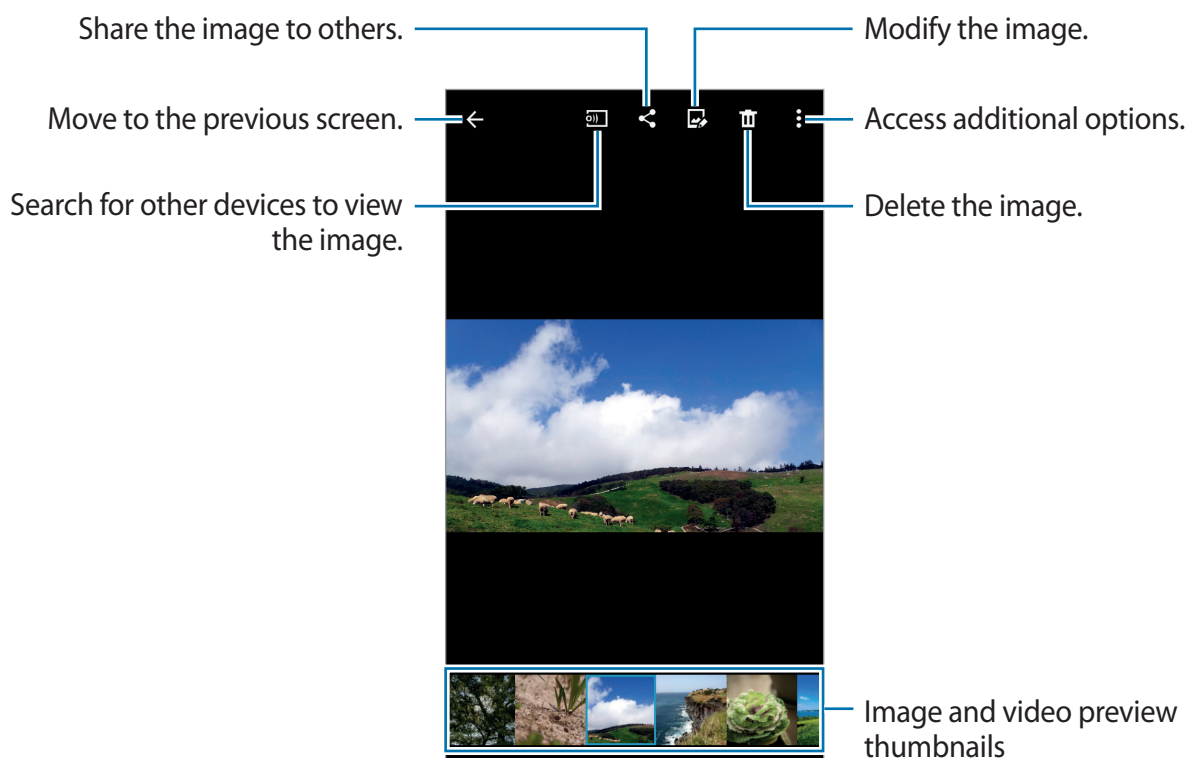 Share the image to others.
Modify the image.
Move to the previous screen.
Access additional options.
Search for other devices to view
the image.
Delete the image.
Image and video preview
thumbnails